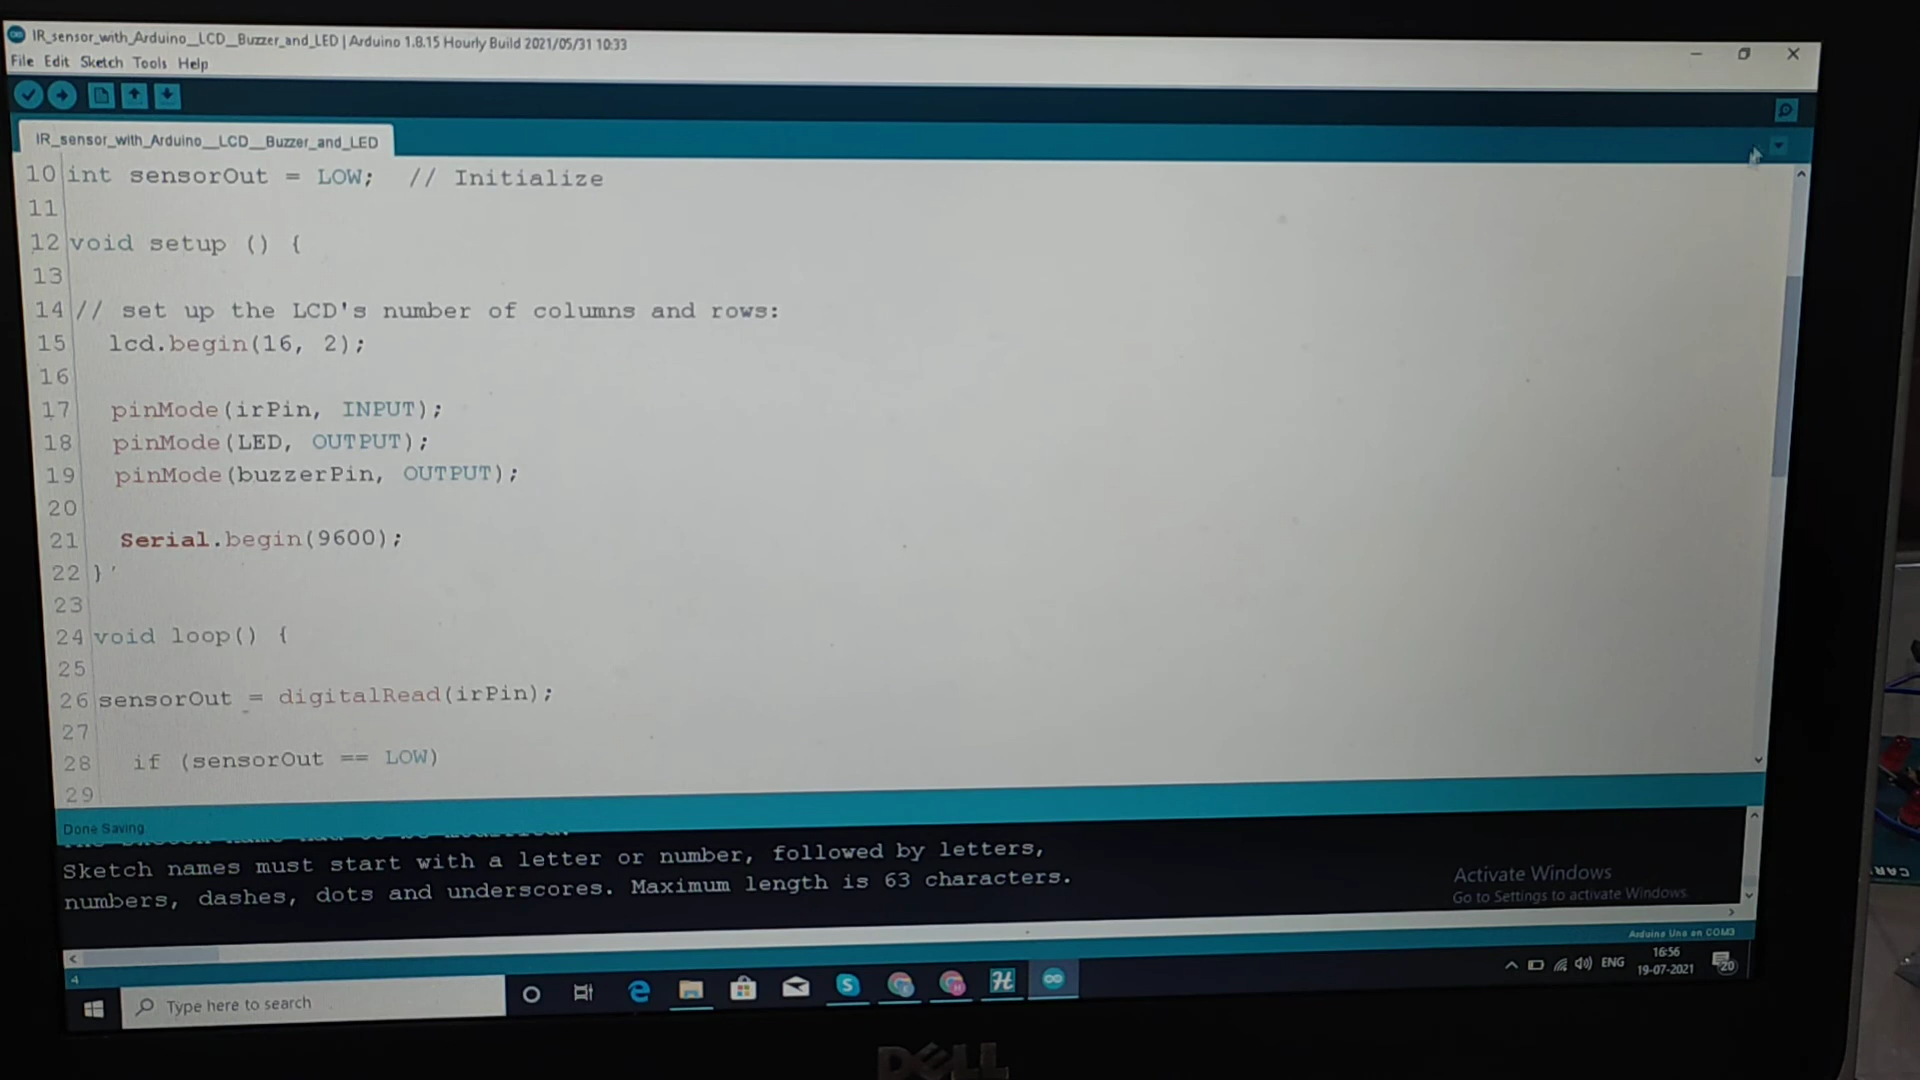 IR_sensor_with_Arduino__LCD__Buzzer_and_LED | Arduino 1.8.15 Hourly Build 2021/05/31 10:33
File Edit Sketch Tools Help
IR_sensor_with_Arduino__LCD__Buzzer_and_LED
10 int sensorOut = LOW;  // Initialize
11
12 void setup () {
13
14 // set up the LCD's number of columns and rows:
15 lcd.begin(16, 2);
16
17 pinMode(irPin, INPUT);
18 pinMode(LED, OUTPUT);
19 pinMode(buzzerPin, OUTPUT);
20
21 Serial.begin(9600);
22 }
23
24 void loop() {
25
26 sensorOut = digitalRead(irPin);
27
28 if (sensorOut == LOW)
29
Done Saving
Sketch names must start with a letter or number, followed by letters,
numbers, dashes, dots and underscores. Maximum length is 63 characters.
Activate Windows
Go to Settings to activate Windows.
Arduino Uno on COM3
4
Type here to search
ENG
16:56
19-07-2021
20
DELL